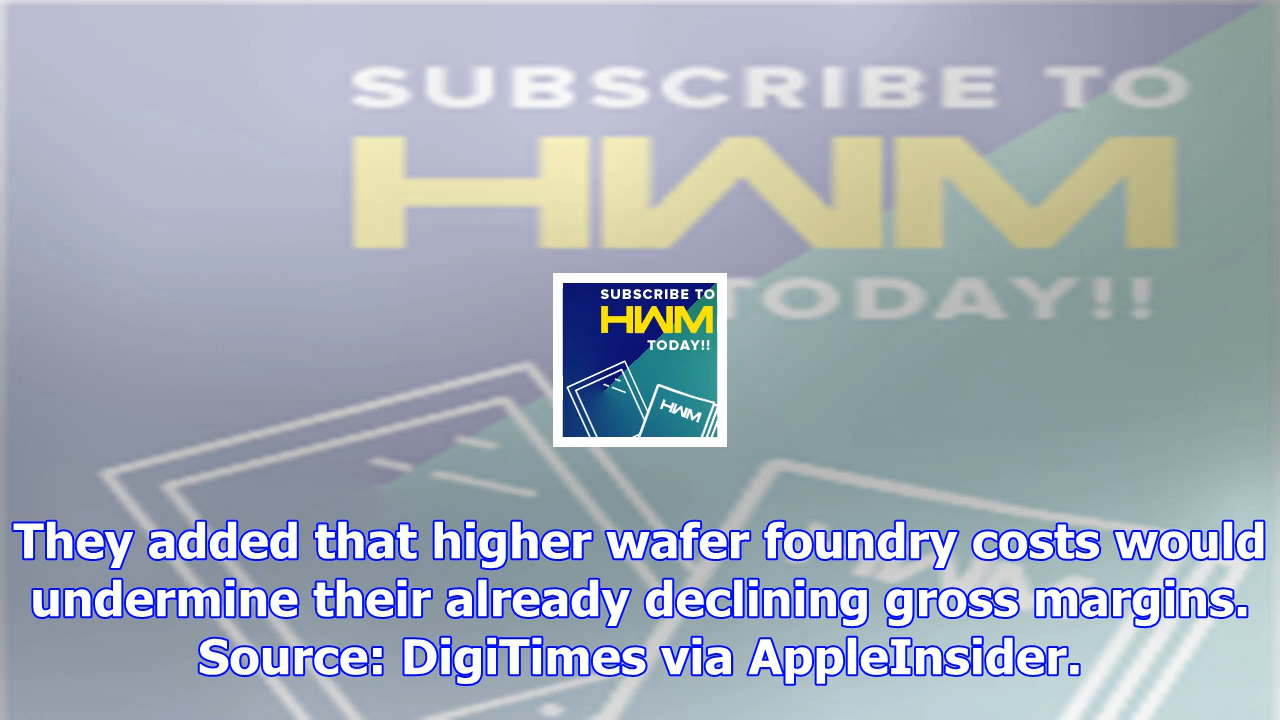 SUBSCRIBE TO
HWM
TODAY!!
SUBSCRIBE TO
HWM
TODAY!!
HWM
They added that higher wafer foundry costs would
undermine their already declining gross margins.
Source: DigiTimes via AppleInsider.